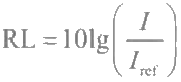 RL = 10lg(I/I_ref)